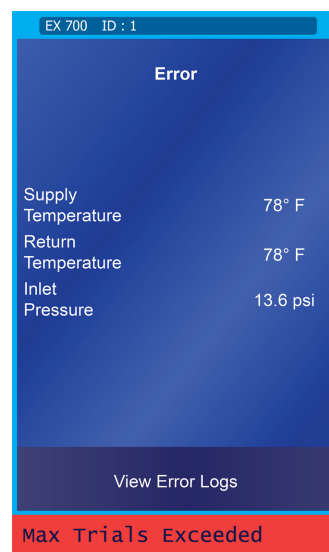 EX 700 ID : 1
Error
Supply
Temperature 78° F
Return
Temperature 78° F
Inlet
Pressure 13.6 psi
View Error Logs
Max Trials Exceeded